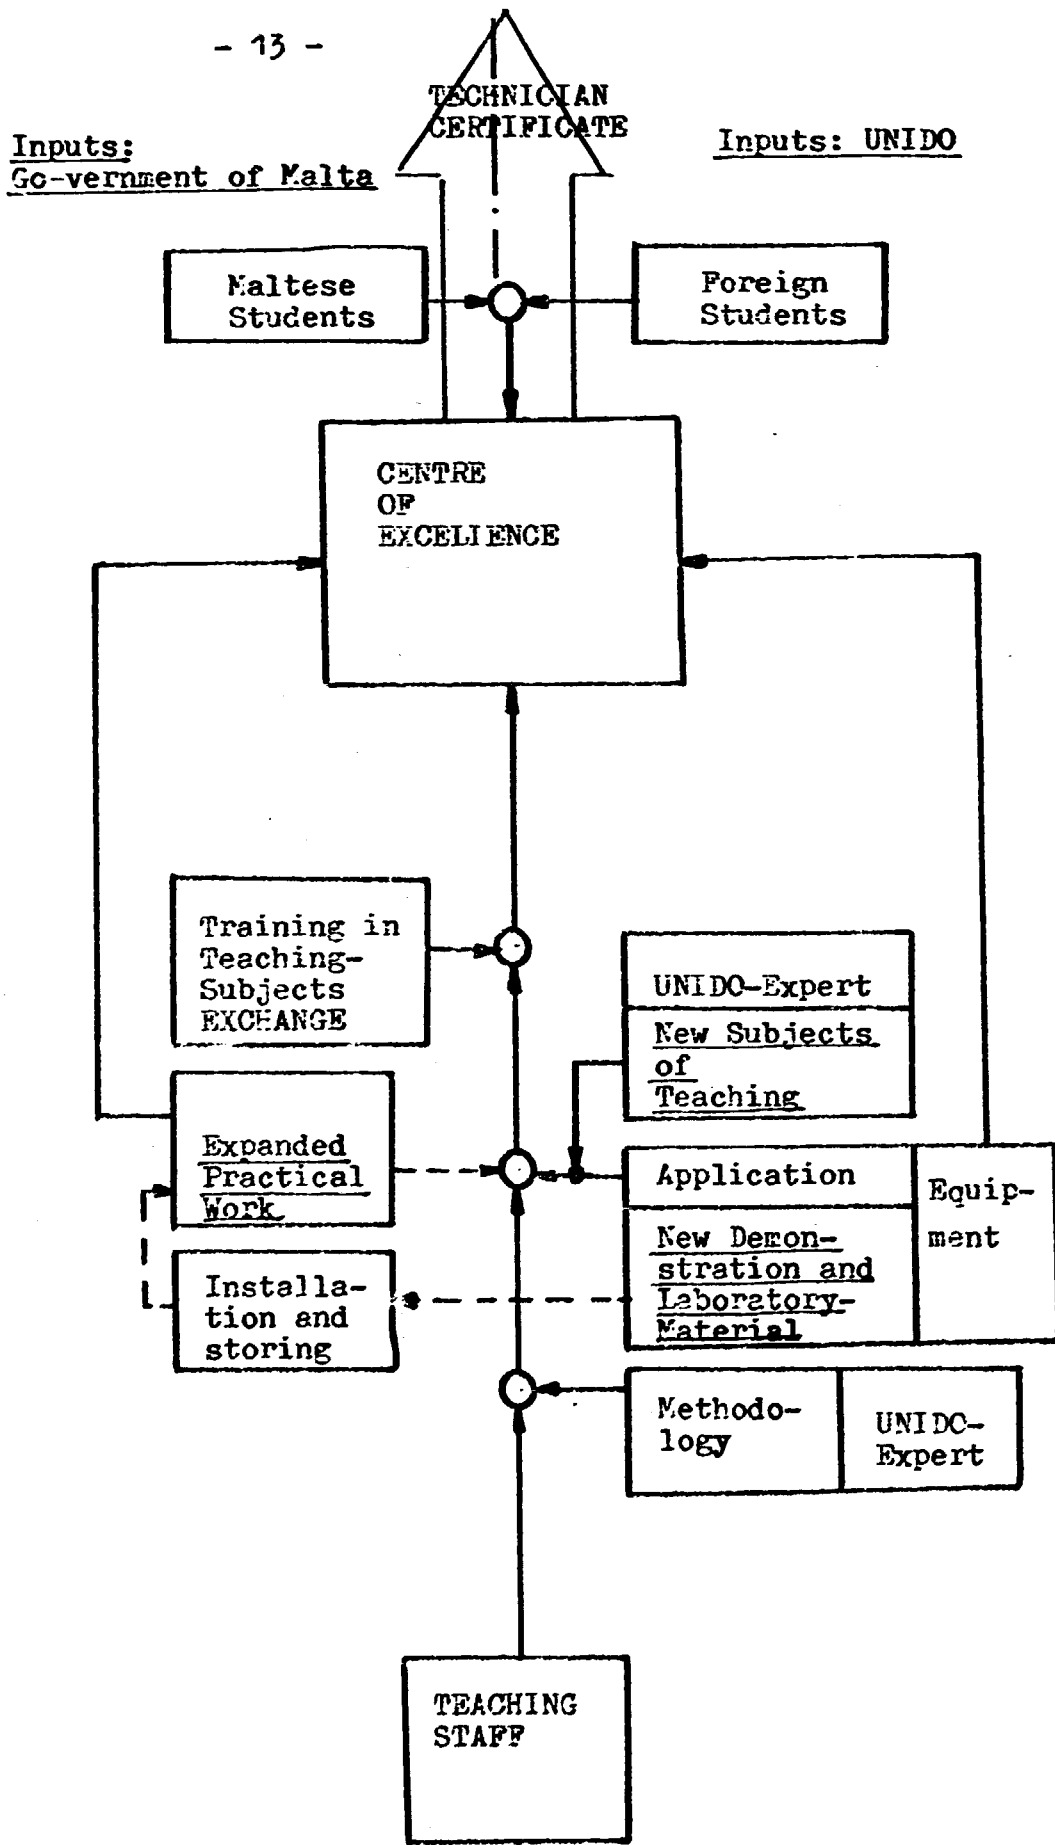 - 13 -
TECHNICIAN
CERTIFICATE
Inputs:
Go-vernment of Malta
Inputs: UNIDO
Maltese
Students
Foreign
Students
CENTRE
OF
EXCELIENCE
Training in
Teaching-
Subjects
EXCHANGE
UNIDO-Expert
New Subjects
of
Teaching
Expanded
Practical
Work
Application
Equip-
ment
New Demon-
stration and
Laboratory-
Material
Installa-
tion and
storing
Methodo-
logy
UNIDO-
Expert
TEACHING
STAFF